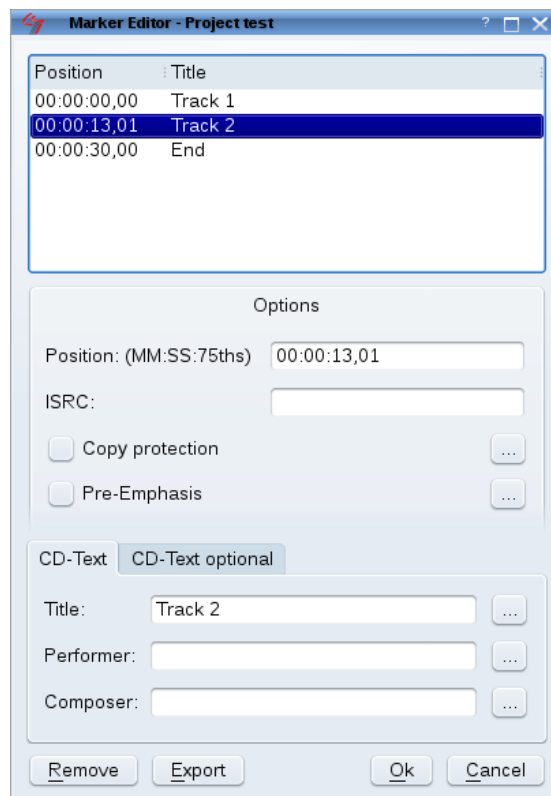 Marker Editor - Project test ?
Position Title
00:00:00,00 Track 1
00:00:13,01 Track 2
00:00:30,00 End
Options
Position: (MM:SS:75ths) 00:00:13,01
ISRC:
Copy protection ...
Pre-Emphasis ...
CD-Text CD-Text optional
Title: Track 2 ...
Performer: ...
Composer: ...
Remove Export Ok Cancel